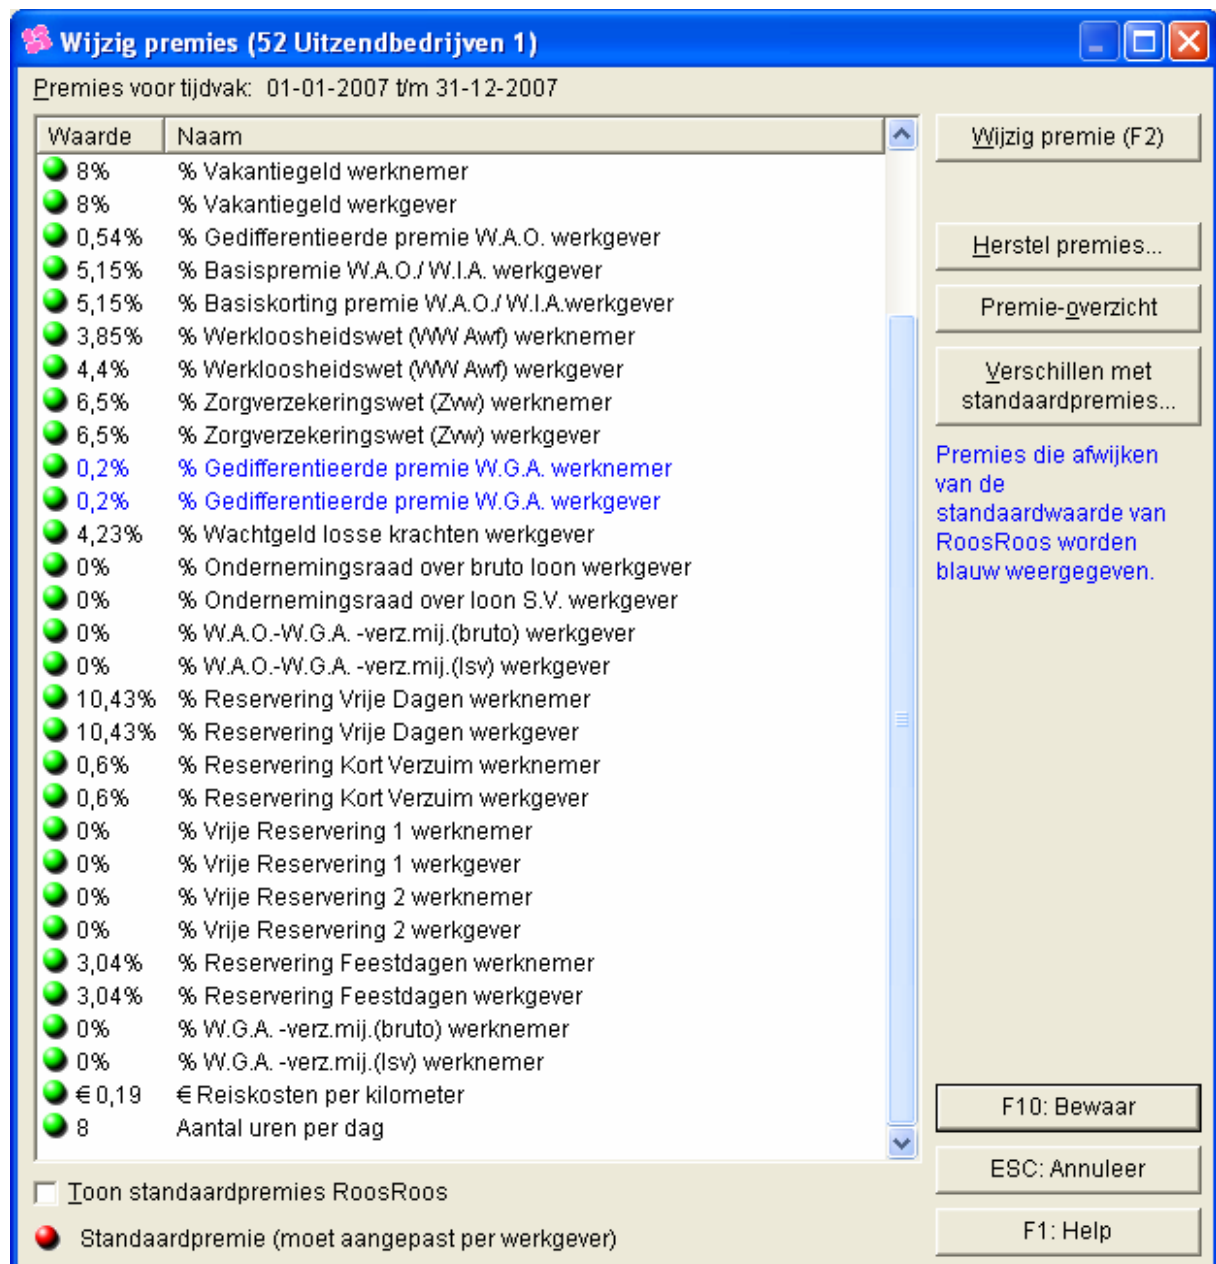 Wijzig premies (52 Uitzendbedrijven 1)
Premies voor tijdvak: 01-01-2007 t/m 31-12-2007
Waarde Naam
8% % Vakantiegeld werknemer
8% % Vakantiegeld werkgever
0,54% % Gedifferentieerde premie W.A.O. werkgever
5,15% % Basispremie W.A.O./ W.I.A. werkgever
5,15% % Basiskorting premie W.A.O./ W.I.A.werkgever
3,85% % Werkloosheidswet (WW Awf) werknemer
4,4% % Werkloosheidswet (WW Awf) werkgever
6,5% % Zorgverzekeringswet (Zvw) werknemer
6,5% % Zorgverzekeringswet (Zvw) werkgever
0,2% % Gedifferentieerde premie W.G.A. werknemer
0,2% % Gedifferentieerde premie W.G.A. werkgever
4,23% % Wachtgeld losse krachten werkgever
0% % Ondernemingsraad over bruto loon werkgever
0% % Ondernemingsraad over loon S.V. werkgever
0% % W.A.O.-W.G.A. -verz.mij.(bruto) werkgever
0% % W.A.O.-W.G.A. -verz.mij.(lsv) werkgever
10,43% % Reservering Vrije Dagen werknemer
10,43% % Reservering Vrije Dagen werkgever
0,6% % Reservering Kort Verzuim werknemer
0,6% % Reservering Kort Verzuim werkgever
0% % Vrije Reservering 1 werknemer
0% % Vrije Reservering 1 werkgever
0% % Vrije Reservering 2 werknemer
0% % Vrije Reservering 2 werkgever
3,04% % Reservering Feestdagen werknemer
3,04% % Reservering Feestdagen werkgever
0% % W.G.A. -verz.mij.(bruto) werknemer
0% % W.G.A. -verz.mij.(lsv) werknemer
€ 0,19 € Reiskosten per kilometer
8 Aantal uren per dag
Toon standaardpremies RoosRoos
Standaardpremie (moet aangepast per werkgever)
Wijzig premie (F2)
Herstel premies...
Premie-overzicht
Verschillen met
standaardpremies...
Premies die afwijken
van de
standaardwaarde van
RoosRoos worden
blauw weergegeven.
F10: Bewaar
ESC: Annuleer
F1: Help